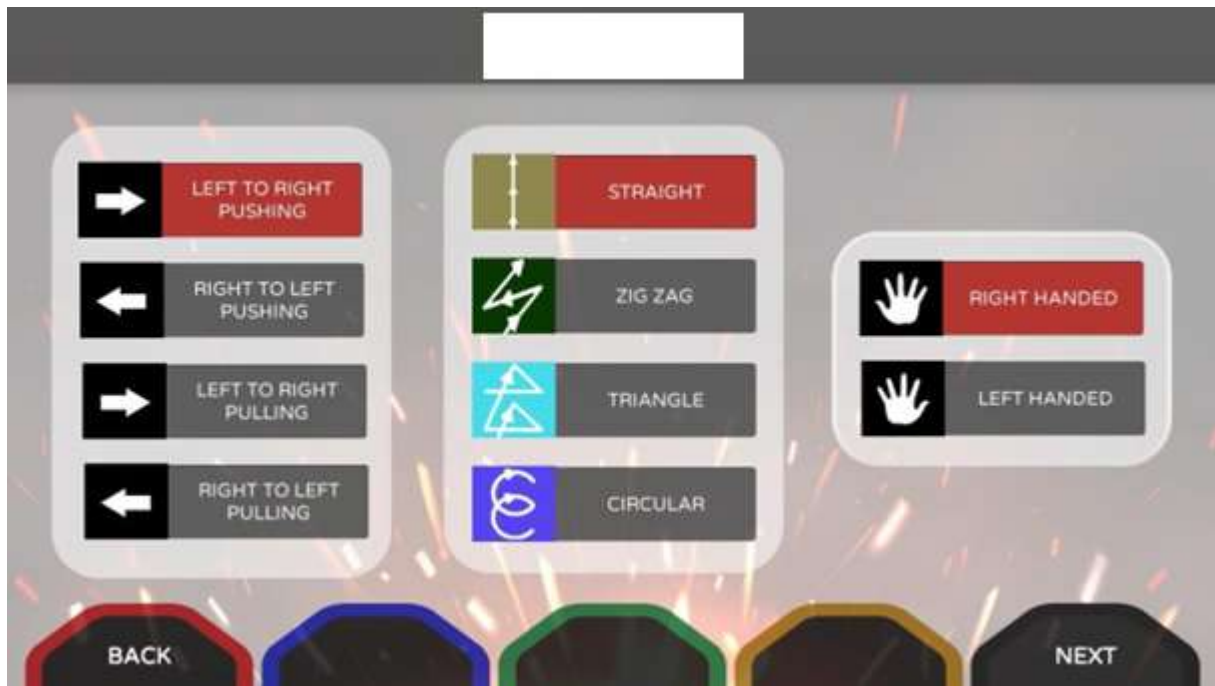 LEFT TO RIGHT
PUSHING
RIGHT TO LEFT
PUSHING
LEFT TO RIGHT
PULLING
RIGHT TO LEFT
PULLING
STRAIGHT
ZIG ZAG
TRIANGLE
CIRCULAR
RIGHT HANDED
LEFT HANDED
BACK
NEXT